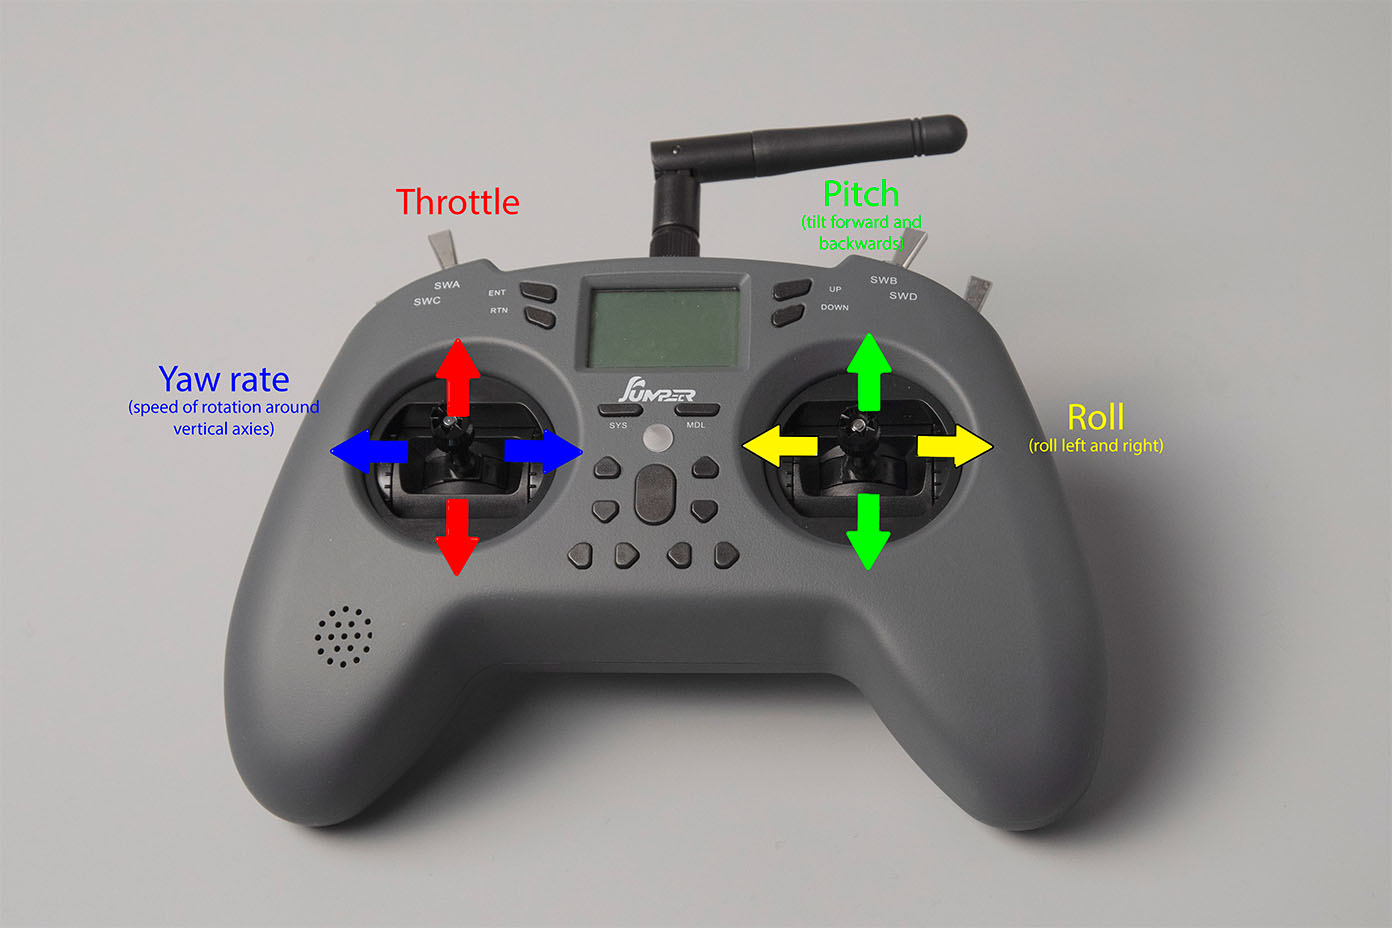 Throttle
Pitch
(tilt forward and
backwards)
SWA
SWC
ENT
RTN
UP
DOWN
SWB
SWD
Yaw rate
(speed of rotation around
vertical axies)
JUMPER
SYS
MDL
Roll
(roll left and right)